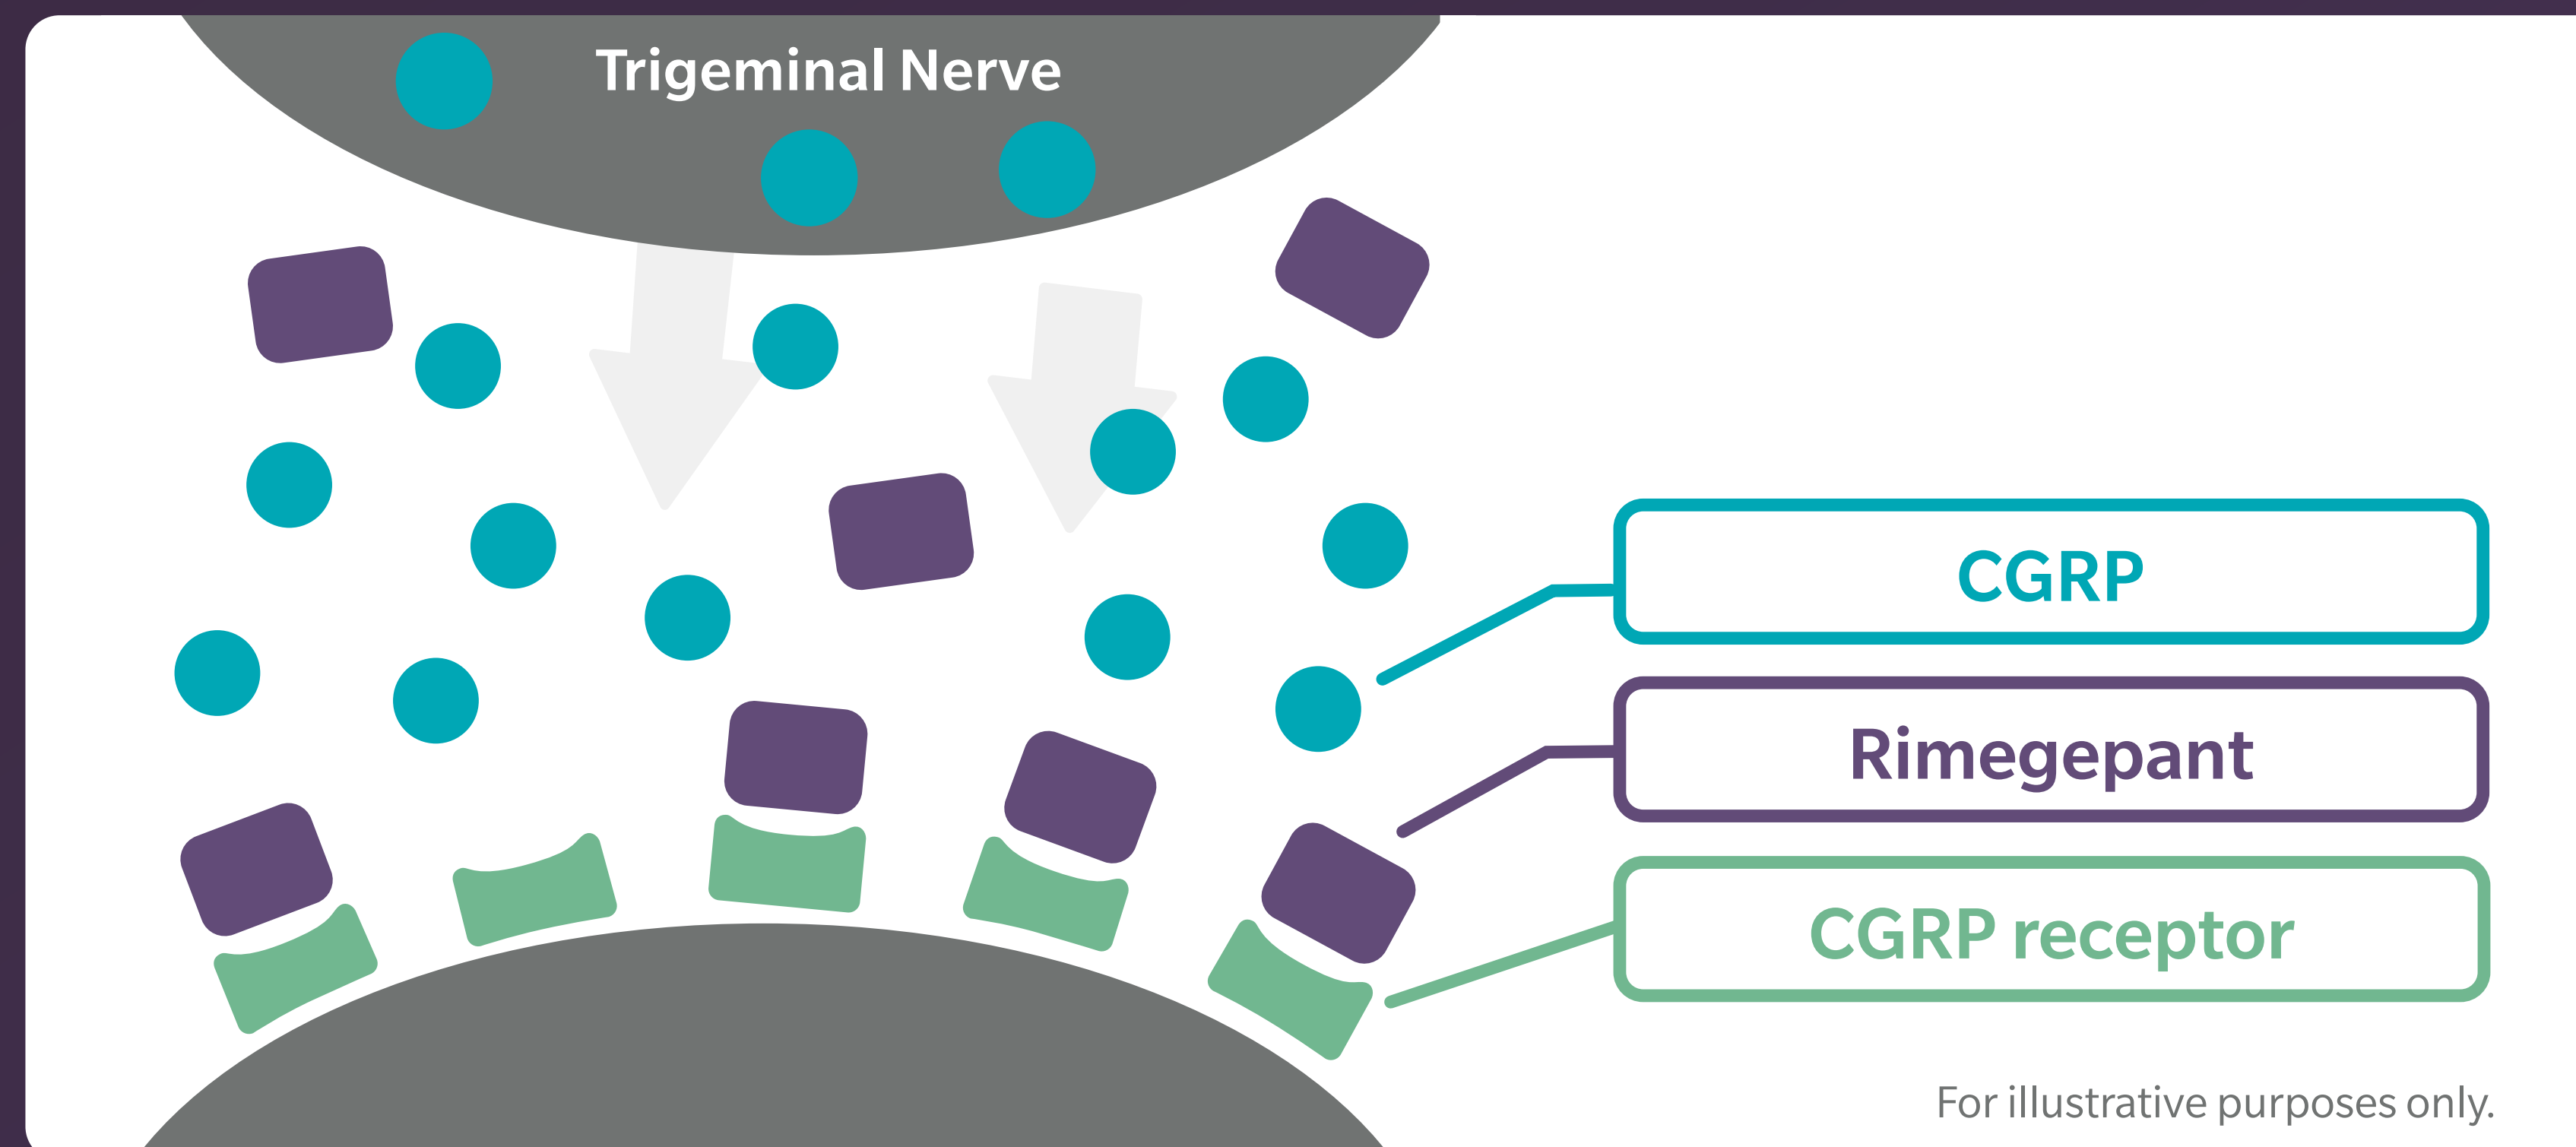 Trigeminal Nerve
CGRP
Rimegepant
CGRP receptor
For illustrative purposes only.